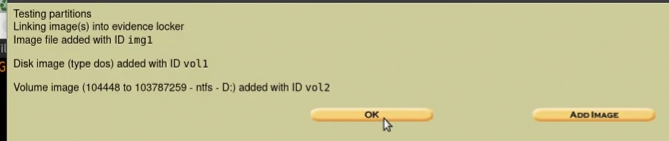 Testing partitions
Linking image(s) into evidence locker
Image file added with ID img1
Disk image (type dos) added with ID vol1
Volume image (104448 to 103787259 - ntfs - D:) added with ID vol2
OK
ADD IMAGE